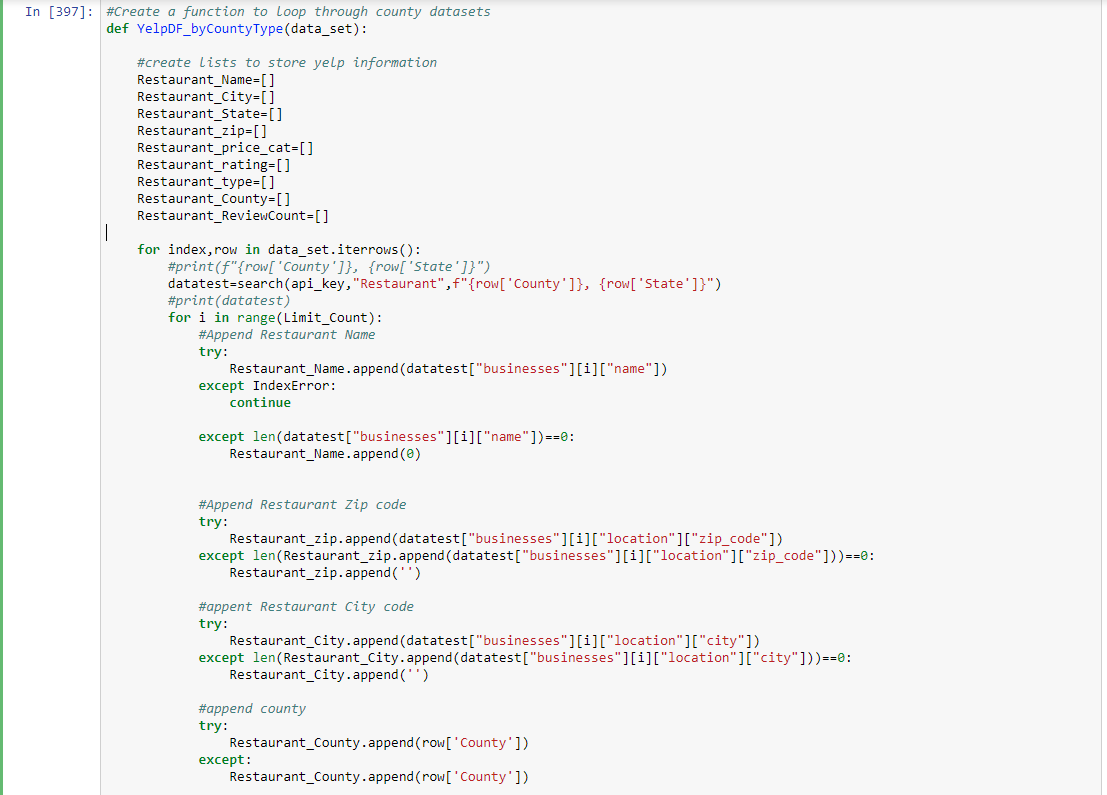 In [397]: #Create a function to loop through county datasets
def YelpDF_byCountyType(data_set):
#create lists to store yelp information
Restaurant_Name=[]
Restaurant_City=[]
Restaurant_State=[]
Restaurant_zip=[]
Restaurant_price_cat=[]
Restaurant_rating=[]
Restaurant_type=[]
Restaurant_County=[]
Restaurant_ReviewCount=[]
for index,row in data_set.iterrows():
#print(f"{row['County']}, {row['State']}")
datatest=search(api_key,"Restaurant",f"{row['County']}, {row['State']}")
#print(datatest)
for i in range(Limit_Count):
#Append Restaurant Name
try:
Restaurant_Name.append(datatest["businesses"][i]["name"])
except IndexError:
continue
except len(datatest["businesses"][i]["name"])==0:
Restaurant_Name.append(0)
#Append Restaurant Zip code
try:
Restaurant_zip.append(datatest["businesses"][i]["location"]["zip_code"])
except len(Restaurant_zip.append(datatest["businesses"][i]["location"]["zip_code"]))==0:
Restaurant_zip.append('')
#appent Restaurant City code
try:
Restaurant_City.append(datatest["businesses"][i]["location"]["city"])
except len(Restaurant_City.append(datatest["businesses"][i]["location"]["city"]))==0:
Restaurant_City.append('')
#append county
try:
Restaurant_County.append(row['County'])
except:
Restaurant_County.append(row['County'])